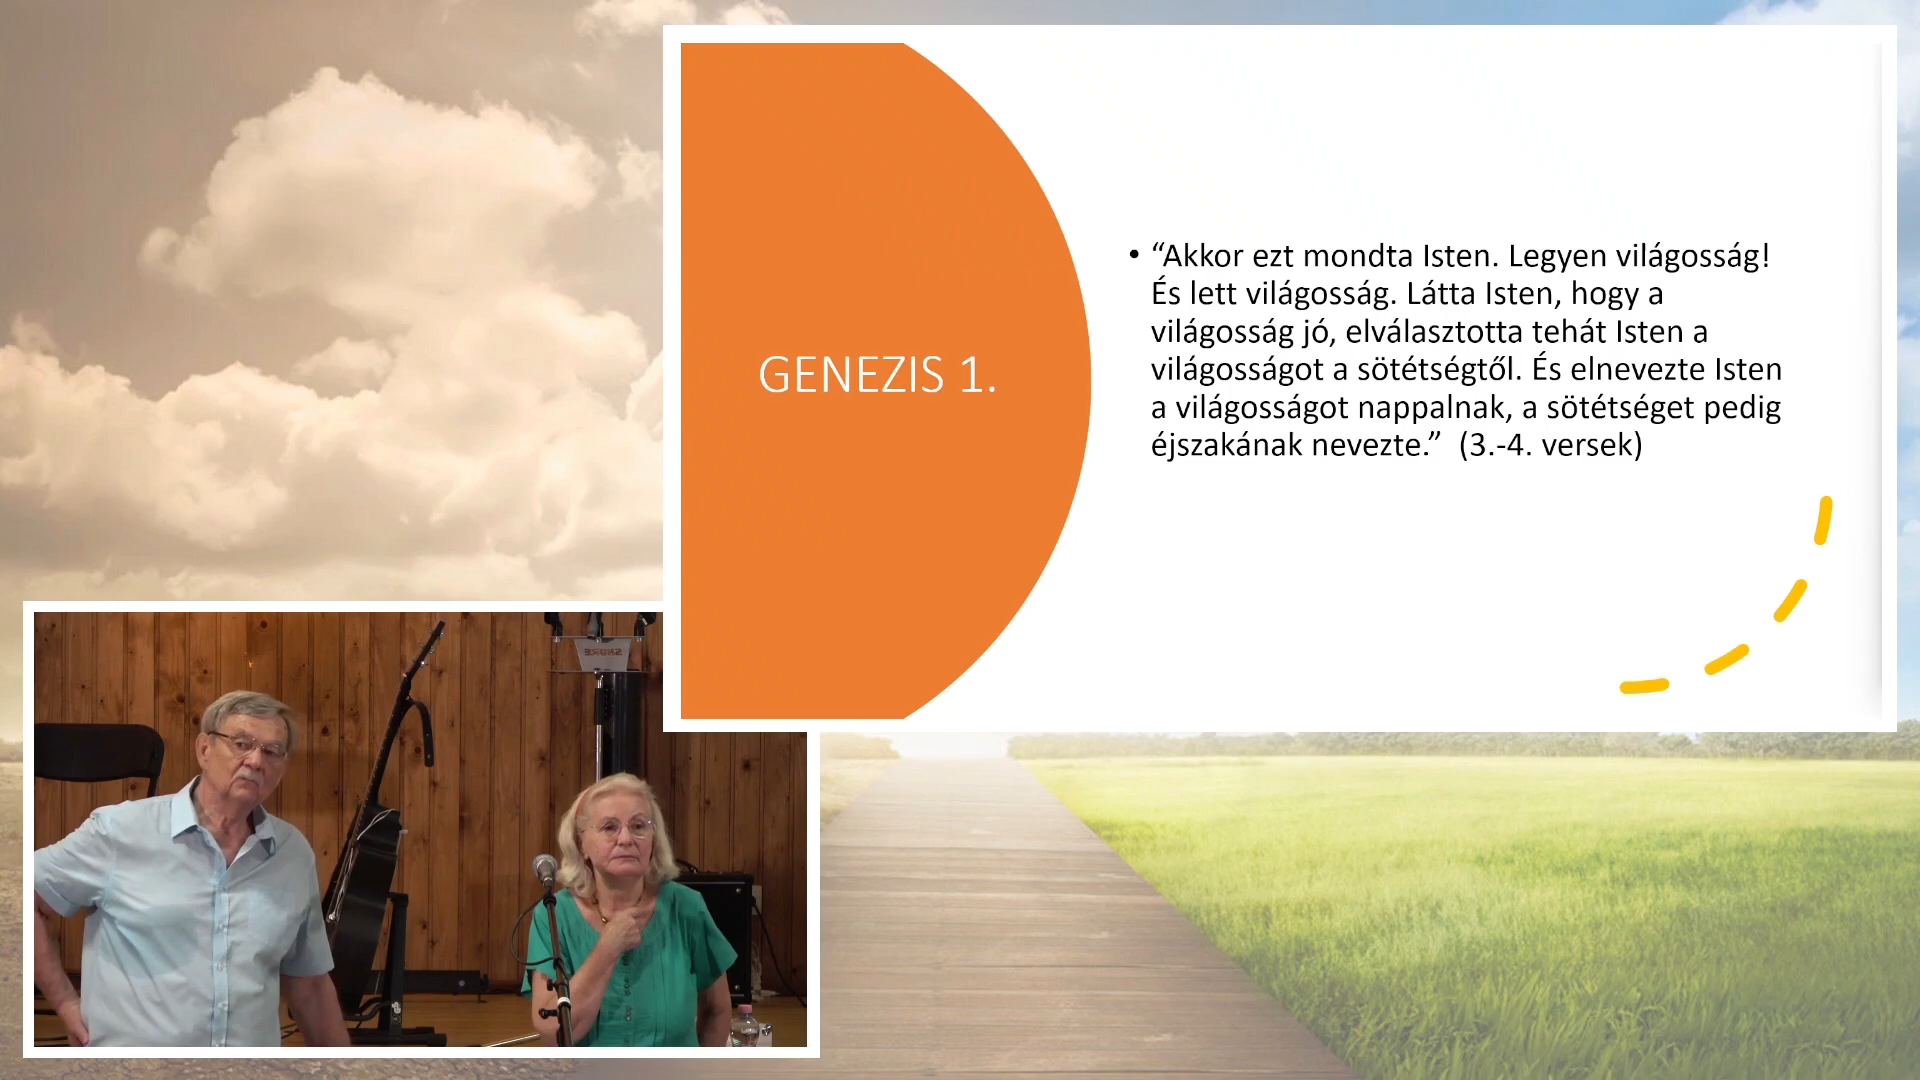 GENEZIS 1.
• “Akkor ezt mondta Isten. Legyen világosság!
És lett világosság. Látta Isten, hogy a
világosság jó, elválasztotta tehát Isten a
világosságot a sötétségtől. És elnevezte Isten
a világosságot nappalnak, a sötétséget pedig
éjszakának nevezte.” (3.-4. versek)